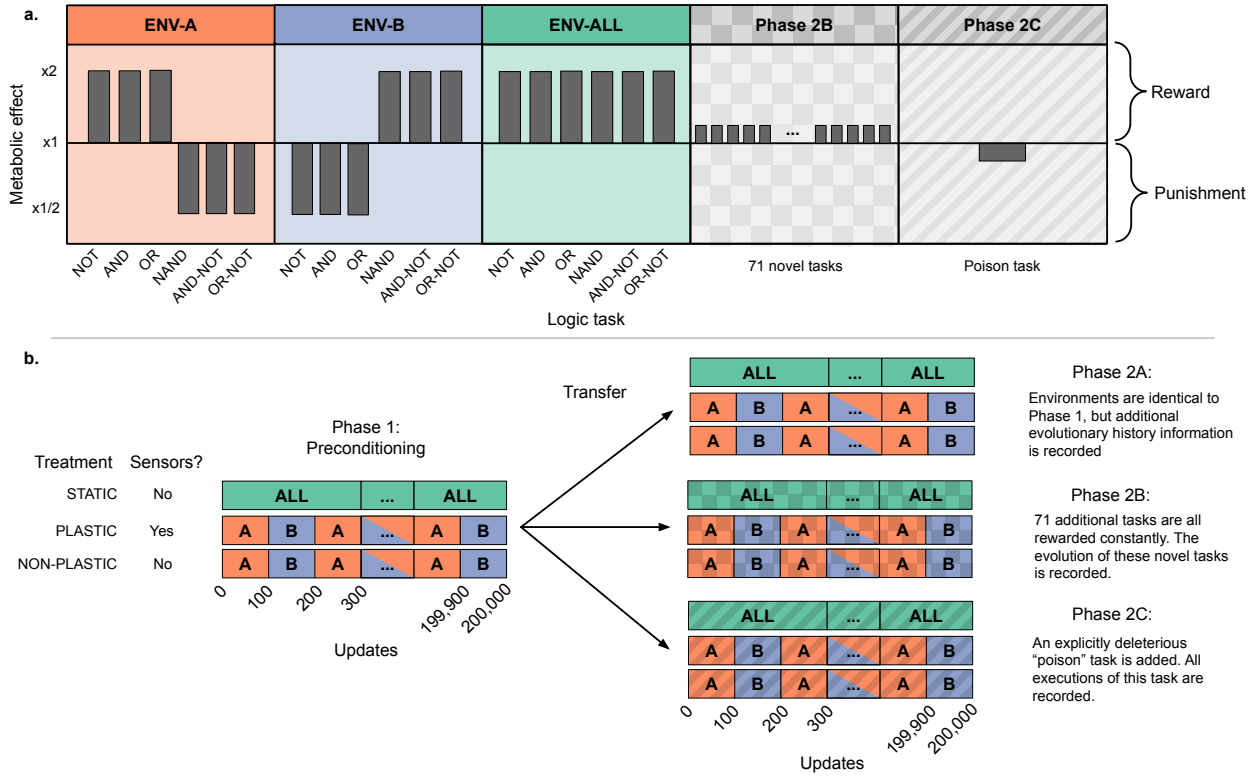 a.
ENV-A
ENV-B
ENV-ALL
Phase 2B
Phase 2C
Metabolic effect
x2
x1
x1/2
...
Reward
Punishment
NOT
AND
OR
NAND
AND-NOT
OR-NOT
NOT
AND
OR
NAND
AND-NOT
OR-NOT
NOT
AND
OR
NAND
AND-NOT
OR-NOT
71 novel tasks
Poison task
Logic task
b.
Treatment
Sensors?
Phase 1:
Preconditioning
STATIC
No
ALL
...
ALL
PLASTIC
Yes
A
B
A
...
A
B
NON-PLASTIC
No
A
B
A
...
A
B
0
100
200
300
199,900
200,000
Updates
Transfer
ALL
...
ALL
A
B
A
...
A
B
A
B
A
...
A
B
Phase 2A:
Environments are identical to
Phase 1, but additional
evolutionary history information
is recorded
ALL
...
ALL
A
B
A
...
A
B
A
B
A
...
A
B
Phase 2B:
71 additional tasks are all
rewarded constantly. The
evolution of these novel tasks
is recorded.
ALL
...
ALL
A
B
A
...
A
B
A
B
A
...
A
B
Phase 2C:
An explicitly deleterious
“poison” task is added. All
executions of this task are
recorded.
0
100
200
300
199,900
200,000
Updates